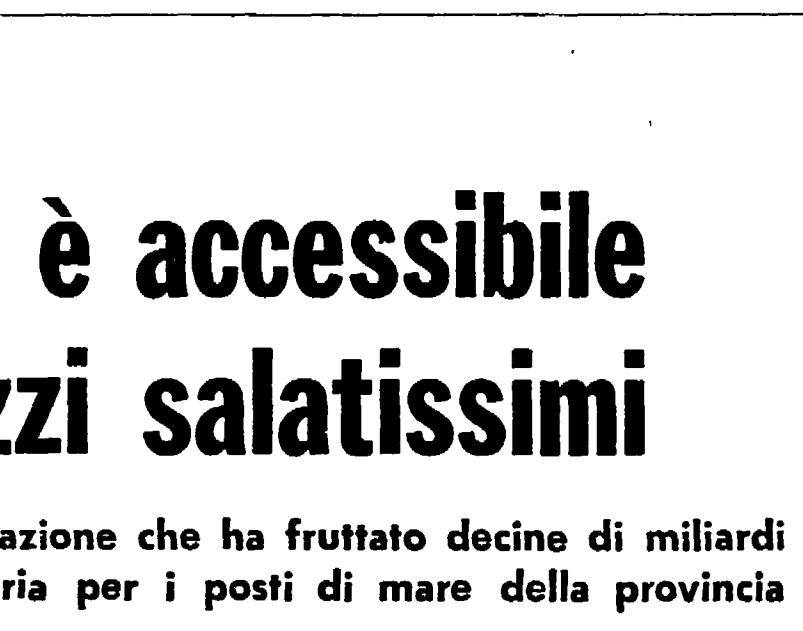 è accessibile
zzi salatissimi
azione che ha fruttato decine di miliardi
ria per i posti di mare della provincia